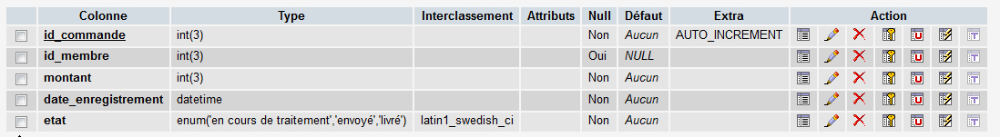 Colonne Type Interclassement Attributs Null Défaut Extra Action
id_commande int(3) Non Aucun AUTO_INCREMENT
id_membre int(3) Oui NULL
montant int(3) Non Aucun
date_enregistrement datetime Non Aucun
etat enum('en cours de traitement','envoyé','livré') latin1_swedish_ci Non Aucun